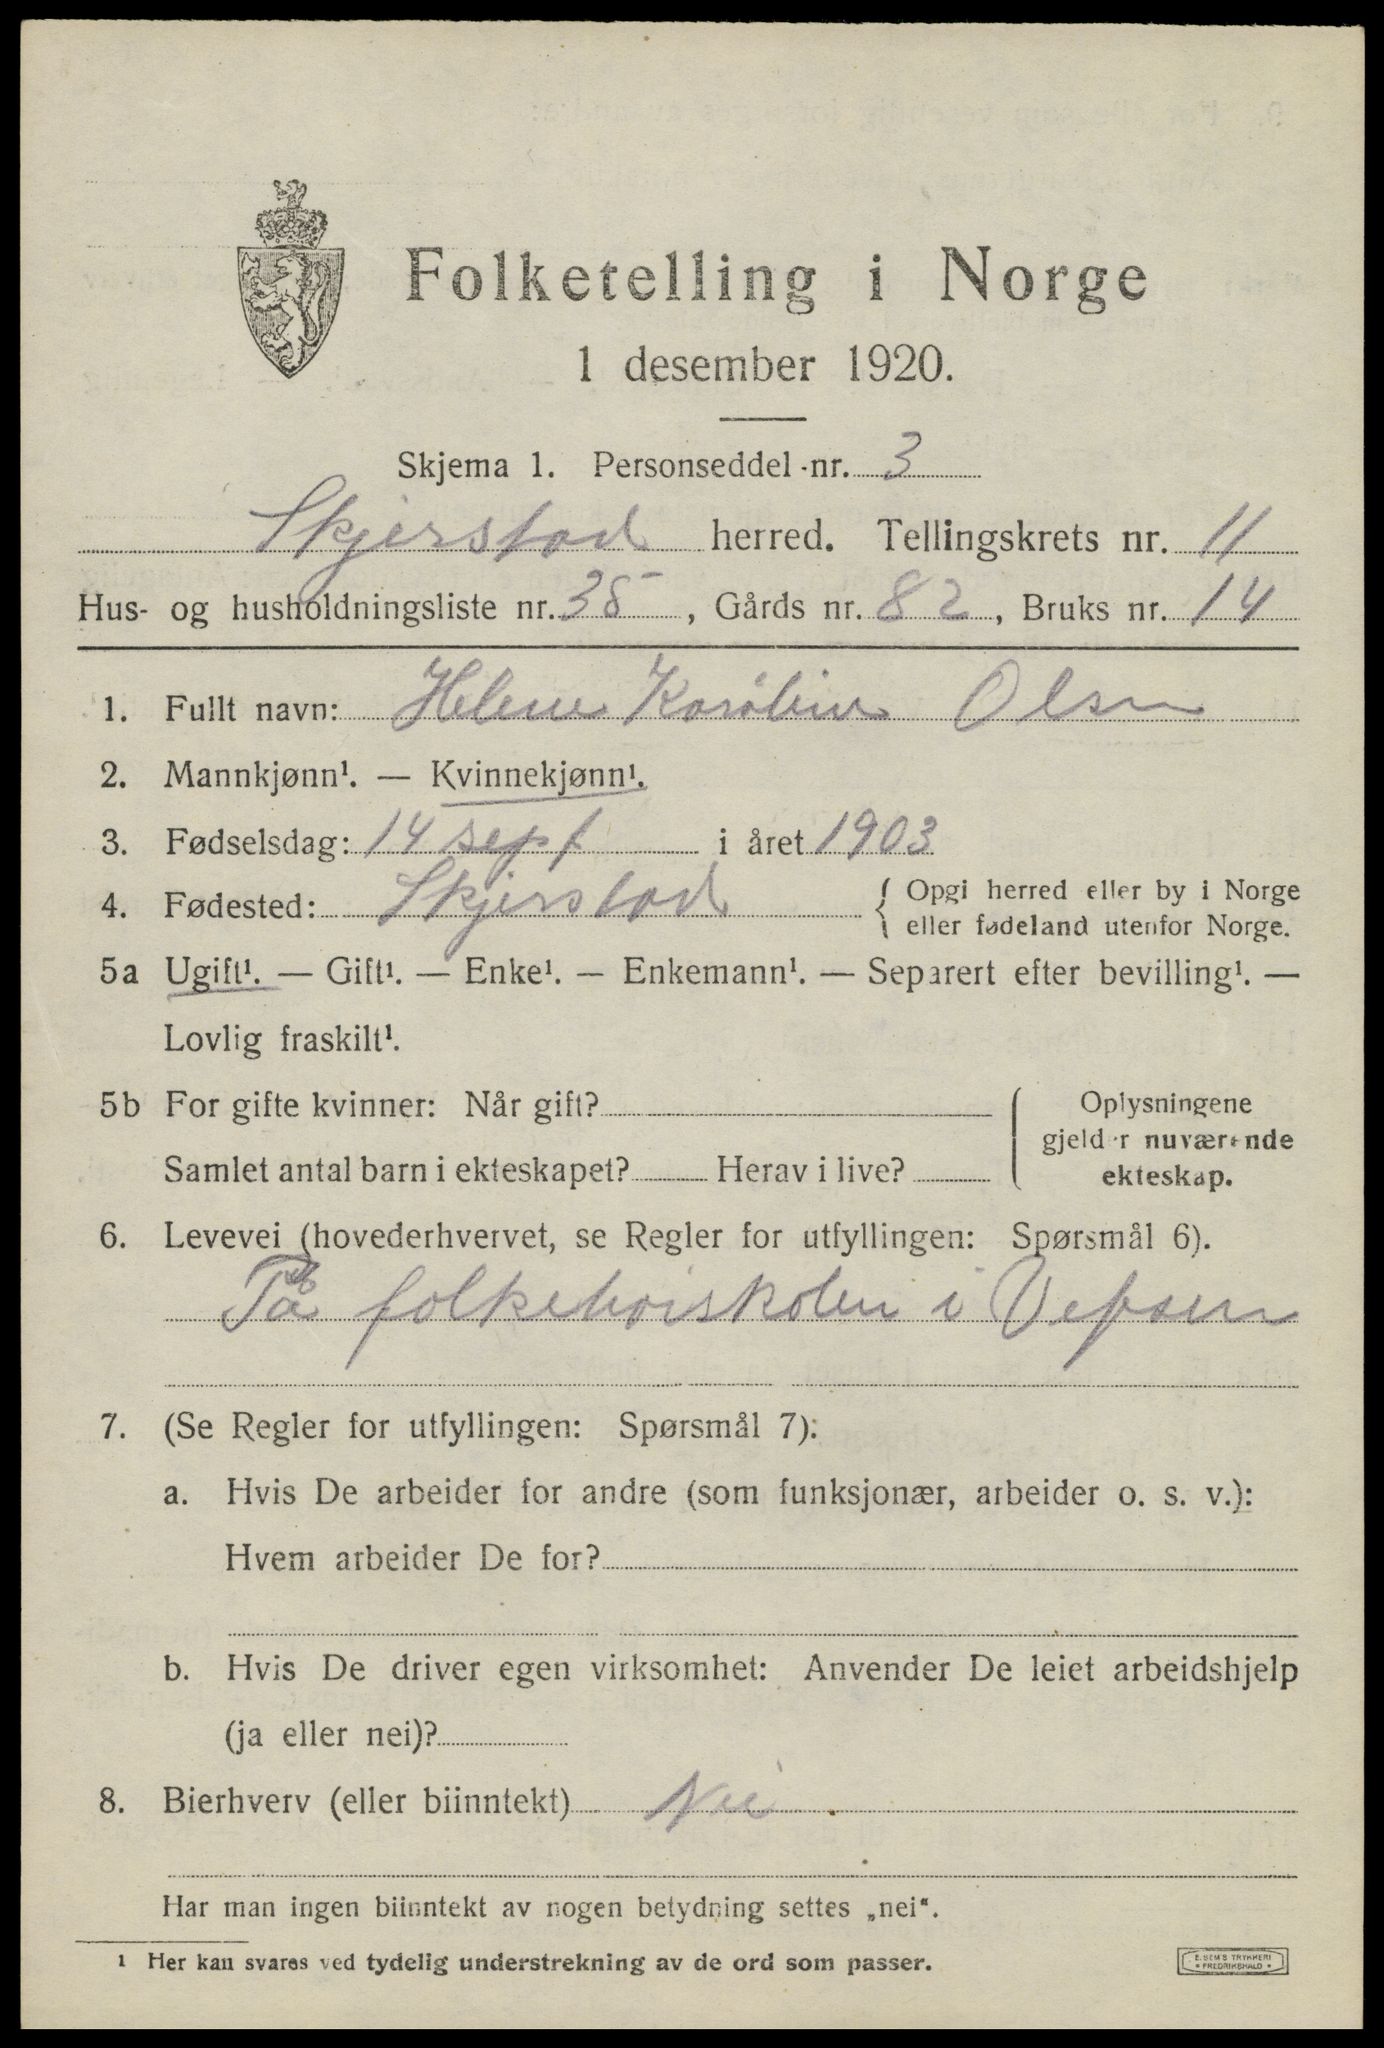 Folketelling i Norge
1 desember 1920.
Skjema 1. Personseddel nr. 3
Skjerstad herred. Tellingskrets nr. 11
Hus- og husholdningsliste nr. 35, Gårds nr. 82, Bruks nr. 14
1. Fullt navn: Helene Karoline Olsen
2. Mannkjønn¹. — Kvinnekjønn¹.
3. Fødselsdag: 14 sept i året 1903
4. Fødested: Skjerstad { Opgi herred eller by i Norge
eller fødeland utenfor Norge.
5a Ugift¹. — Gift¹. — Enke¹. — Enkemann¹. — Separert efter bevilling¹. —
Lovlig fraskilt¹.
5b For gifte kvinner: Når gift? Oplysningene
gjelder nuværende
Samlet antal barn i ekteskapet? Herav i live? ekteskap.
6. Levevei (hovederhvervet, se Regler for utfyllingen: Spørsmål 6).
På folkehøiskolen i Vefsen
7. (Se Regler for utfyllingen: Spørsmål 7):
a. Hvis De arbeider for andre (som funksjonær, arbeider o. s. v.):
Hvem arbeider De for?
b. Hvis De driver egen virksomhet: Anvender De leiet arbeidshjelp
(ja eller nei)?
8. Bierhverv (eller biinntekt) Nei
Har man ingen biinntekt av nogen betydning settes „nei“.
¹ Her kan svares ved tydelig understrekning av de ord som passer.
E. SEM'S TRYKKERI
• FREDRIKSHALD •